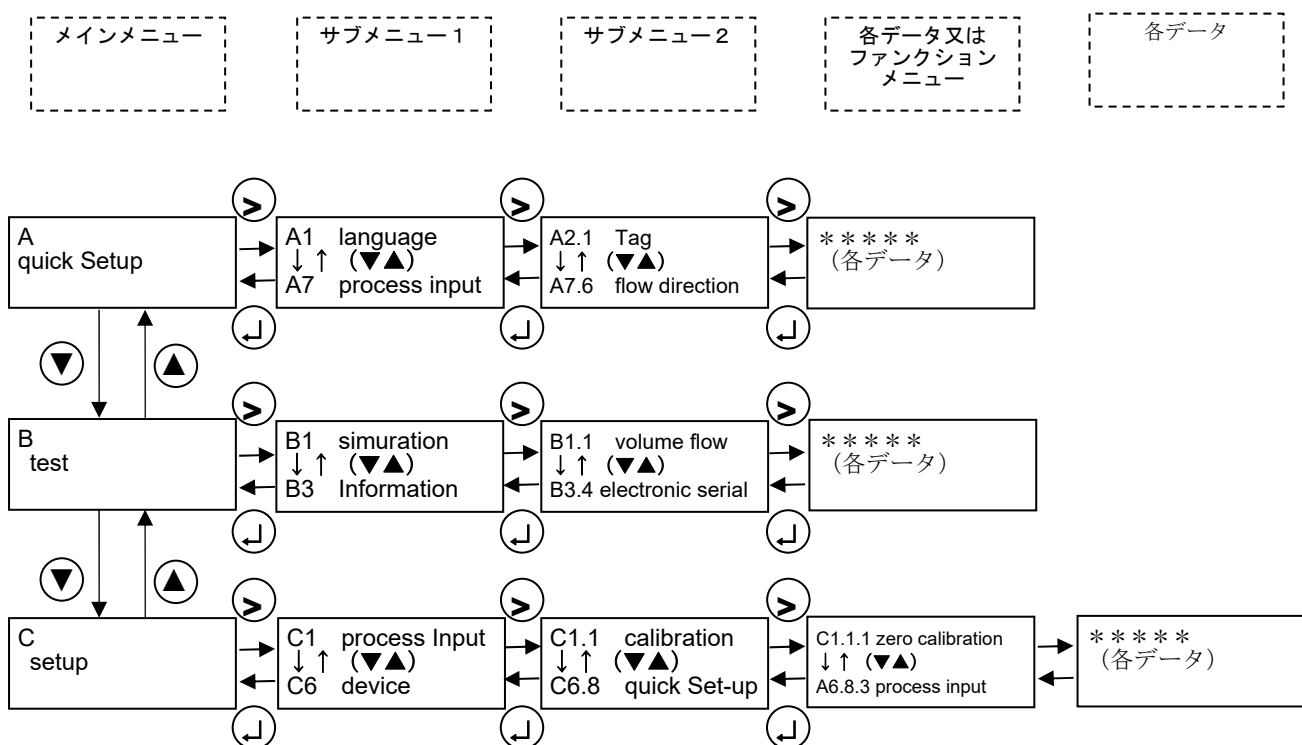 メインメニュー
サブメニュー１
サブメニュー２
各データ又は
ファンクション
メニュー
各データ
>
>
>
A
quick Setup
A1 language
↓ ↑ (▼▲)
A7 process input
A2.1 Tag
↓ ↑ (▼▲)
A7.6 flow direction
＊＊＊＊＊
（各データ）
↵
↵
↵
▼
▲
>
>
>
B
test
B1 simuration
↓ ↑ (▼▲)
B3 Information
B1.1 volume flow
↓ ↑ (▼▲)
B3.4 electronic serial
＊＊＊＊＊
（各データ）
↵
↵
↵
▼
▲
>
>
>
C
setup
C1 process Input
↓ ↑ (▼▲)
C6 device
C1.1 calibration
↓ ↑ (▼▲)
C6.8 quick Set-up
C1.1.1 zero calibration
↓ ↑ (▼▲)
A6.8.3 process input
＊＊＊＊＊
（各データ）
↵
↵
↵